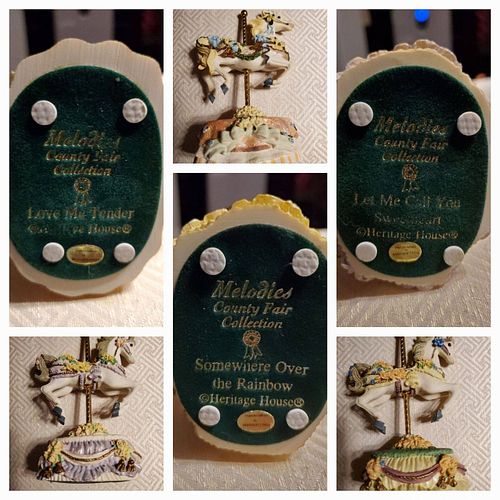 Melodies
County Fair
Collection
Love Me Tender
House®
Melodies
County Fair
Collection
Let Me Call You
Sweetheart
©Heritage House®
Melodies
County Fair
Collection
Somewhere Over
the Rainbow
©Heritage House®